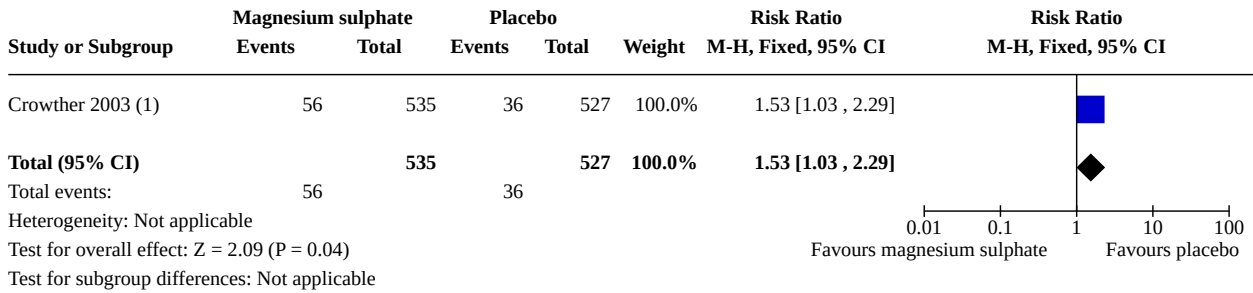 Magnesium sulphate Placebo Risk Ratio Risk Ratio
Study or Subgroup Events Total Events Total Weight M-H, Fixed, 95% CI M-H, Fixed, 95% CI
Crowther 2003 (1) 56 535 36 527 100.0% 1.53 [1.03 , 2.29]
Total (95% CI) 535 527 100.0% 1.53 [1.03 , 2.29]
Total events: 56 36
Heterogeneity: Not applicable
0.01 0.1 1 10 100
Test for overall effect: Z = 2.09 (P = 0.04) Favours magnesium sulphate Favours placebo
Test for subgroup differences: Not applicable